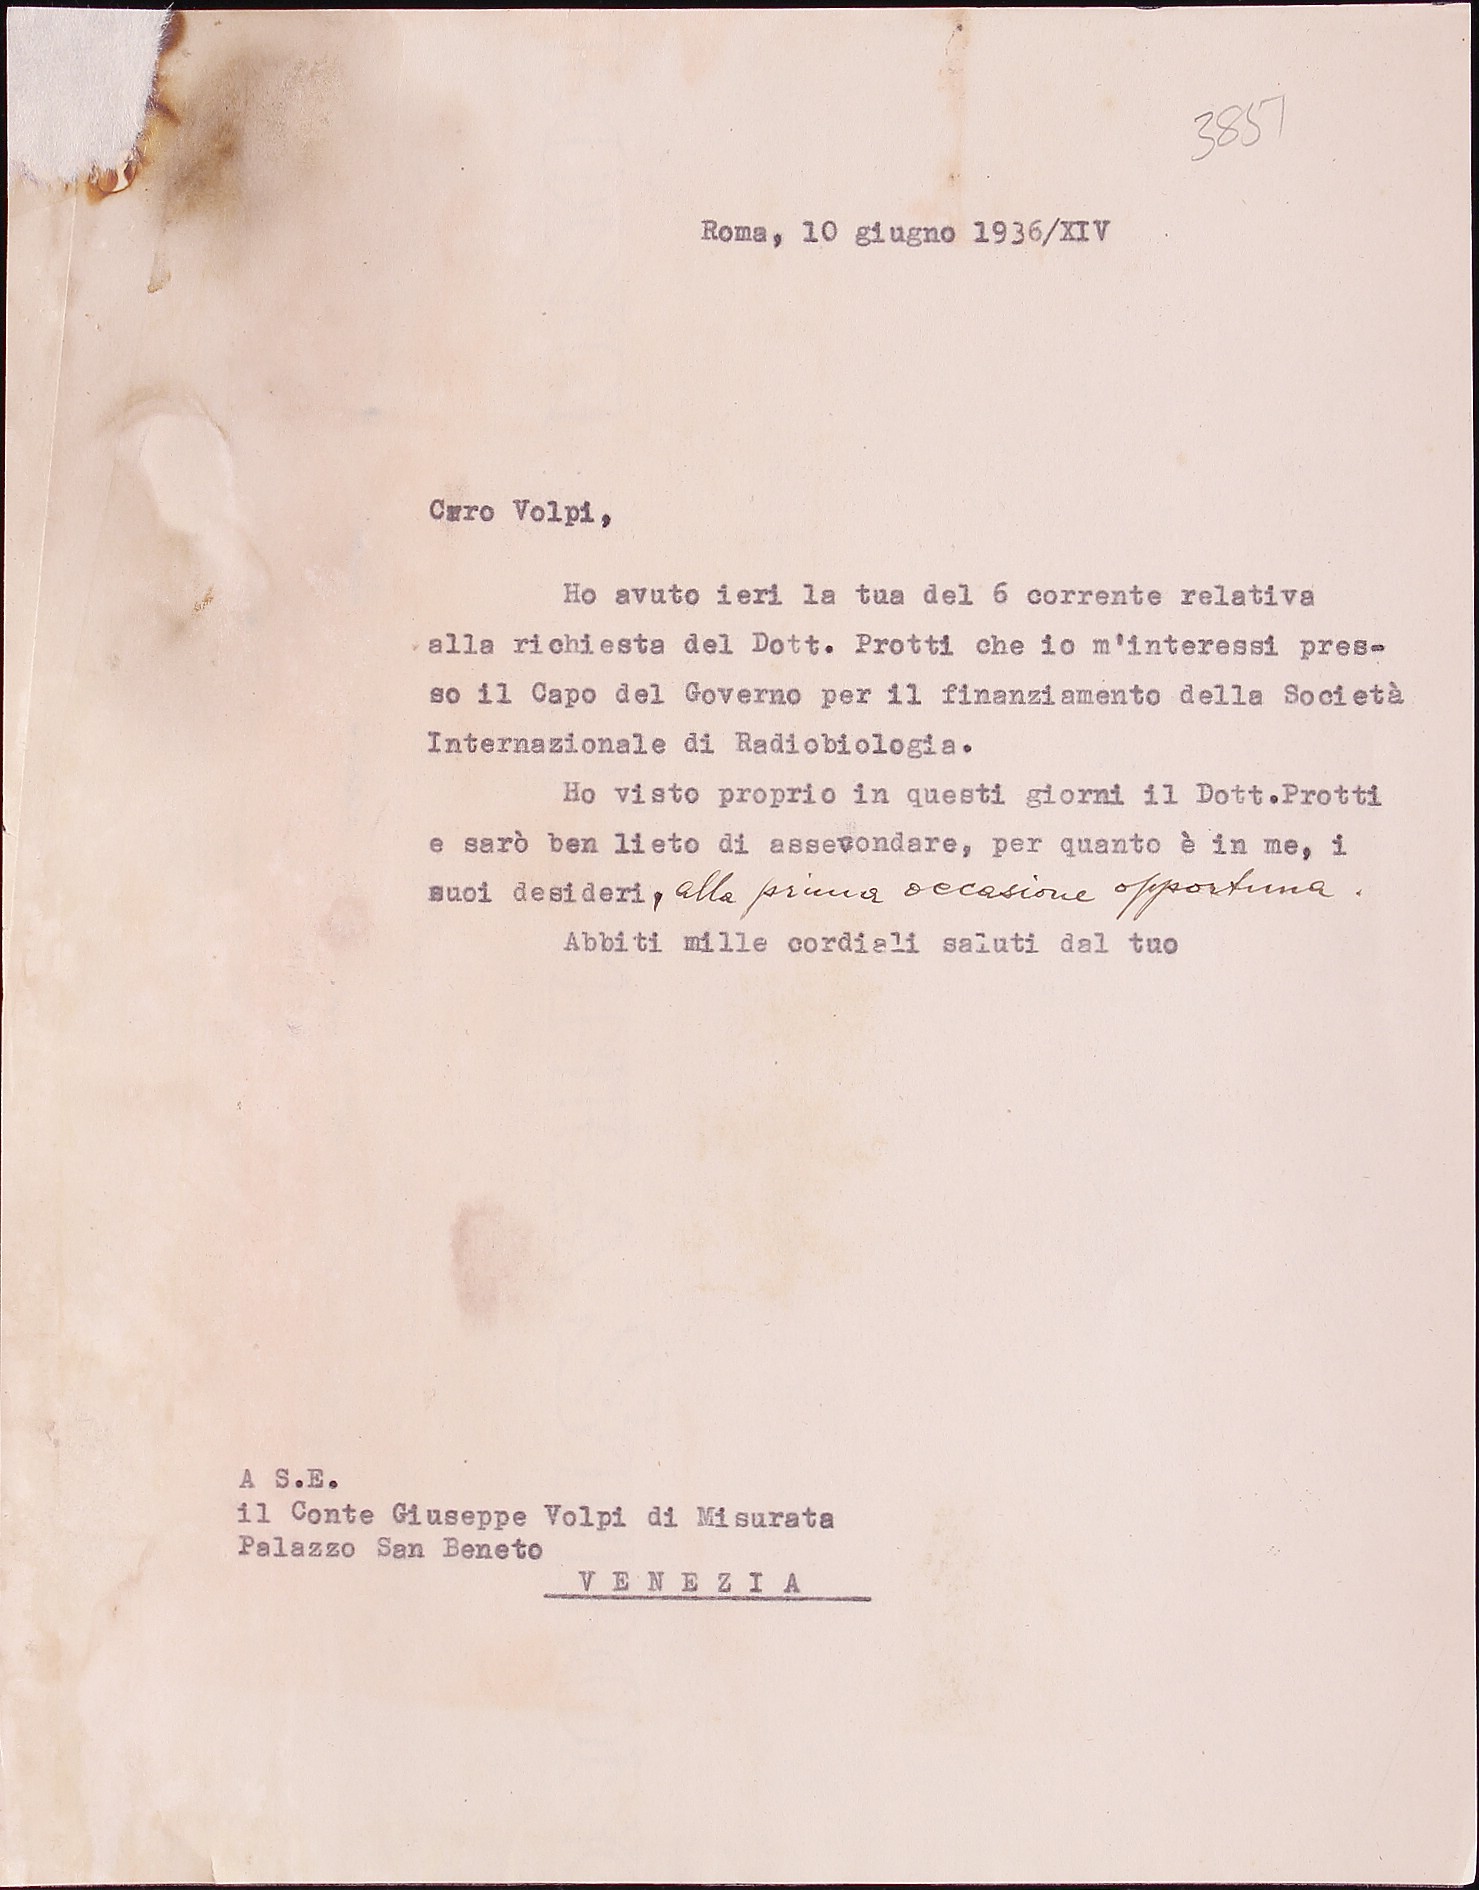 3857
Roma, 10 giugno 1936/XIV
Caro Volpi,
Ho avuto ieri la tua del 6 corrente relativa
alla richiesta del Dott. Protti che io m'interessi pres-
so il Capo del Governo per il finanziamento della Società
Internazionale di Radiobiologia.
Ho visto proprio in questi giorni il Dott.Protti
e sarò ben lieto di assecondare, per quanto è in me, i
suoi desideri, alla prima occasione opportuna.
Abbiti mille cordiali saluti dal tuo
A S.E.
il Conte Giuseppe Volpi di Misurata
Palazzo San Beneto
VENEZIA